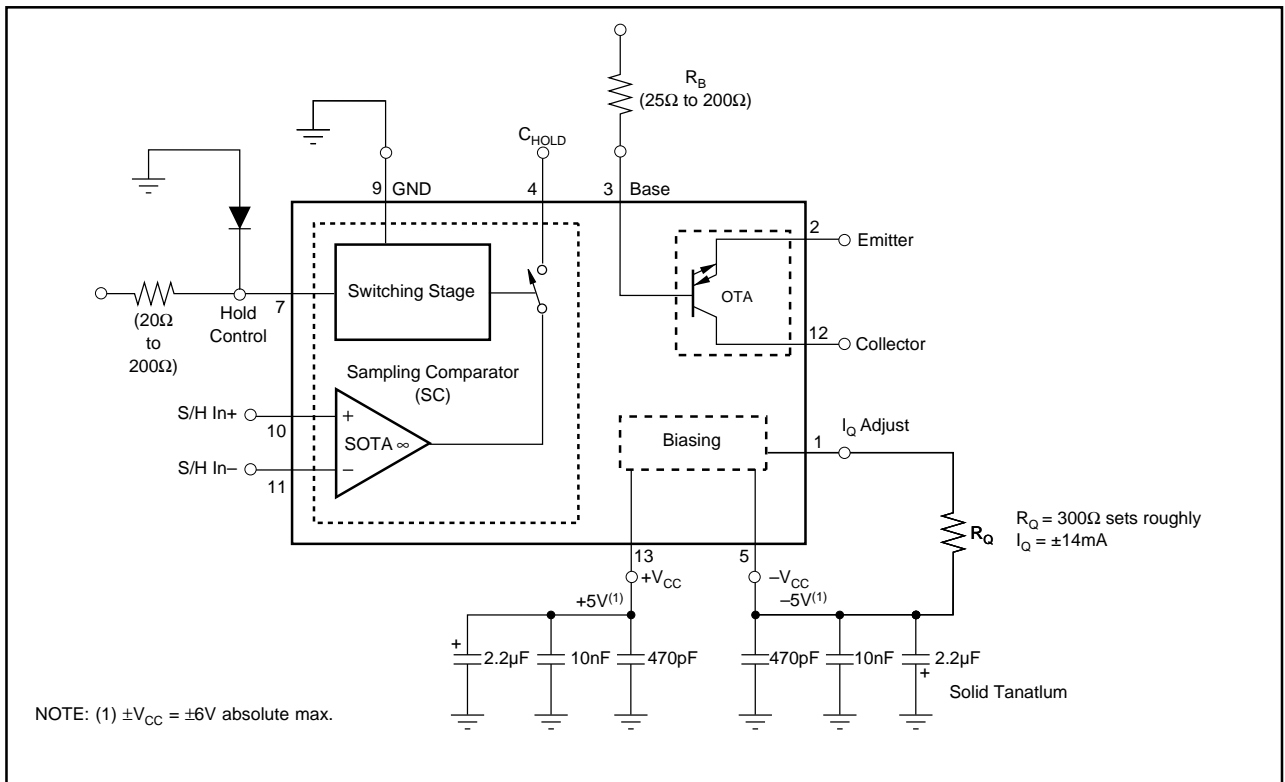 R_B
(25Ω to 200Ω)
C_HOLD
9 GND
4
3 Base
2
Emitter
Switching Stage
OTA
7
Hold
Control
(20Ω
to
200Ω)
12
Collector
Sampling Comparator
(SC)
S/H In+
10
+
SOTA ∞
–
S/H In–
11
Biasing
1
I_Q Adjust
R_Q
R_Q = 300Ω sets roughly
I_Q = ±14mA
13
5
+V_CC
–V_CC
+5V(1)
–5V(1)
+
2.2µF
10nF
470pF
470pF
10nF
2.2µF
+
Solid Tanatlum
NOTE: (1) ±V_CC = ±6V absolute max.